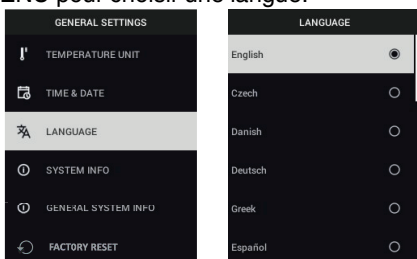 ENC pour choisir une langue.
GENERAL SETTINGS
TEMPERATURE UNIT
TIME & DATE
LANGUAGE
SYSTEM INFO
GENERAL SYSTEM INFO
FACTORY RESET
LANGUAGE
English
Czech
Danish
Deutsch
Greek
Español